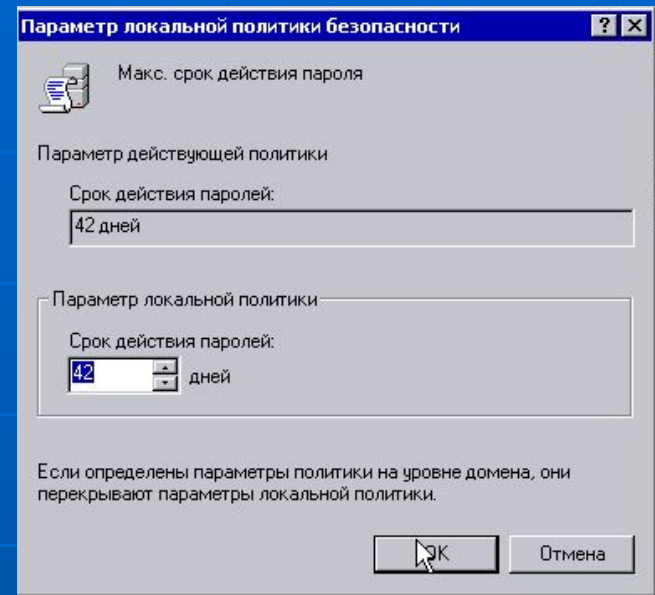 Параметр локальной политики безопасности
Макс. срок действия пароля
Параметр действующей политики
Срок действия паролей:
42 дней
Параметр локальной политики
Срок действия паролей:
42 дней
Если определены параметры политики на уровне домена, они
перекрывают параметры локальной политики.
OK Отмена